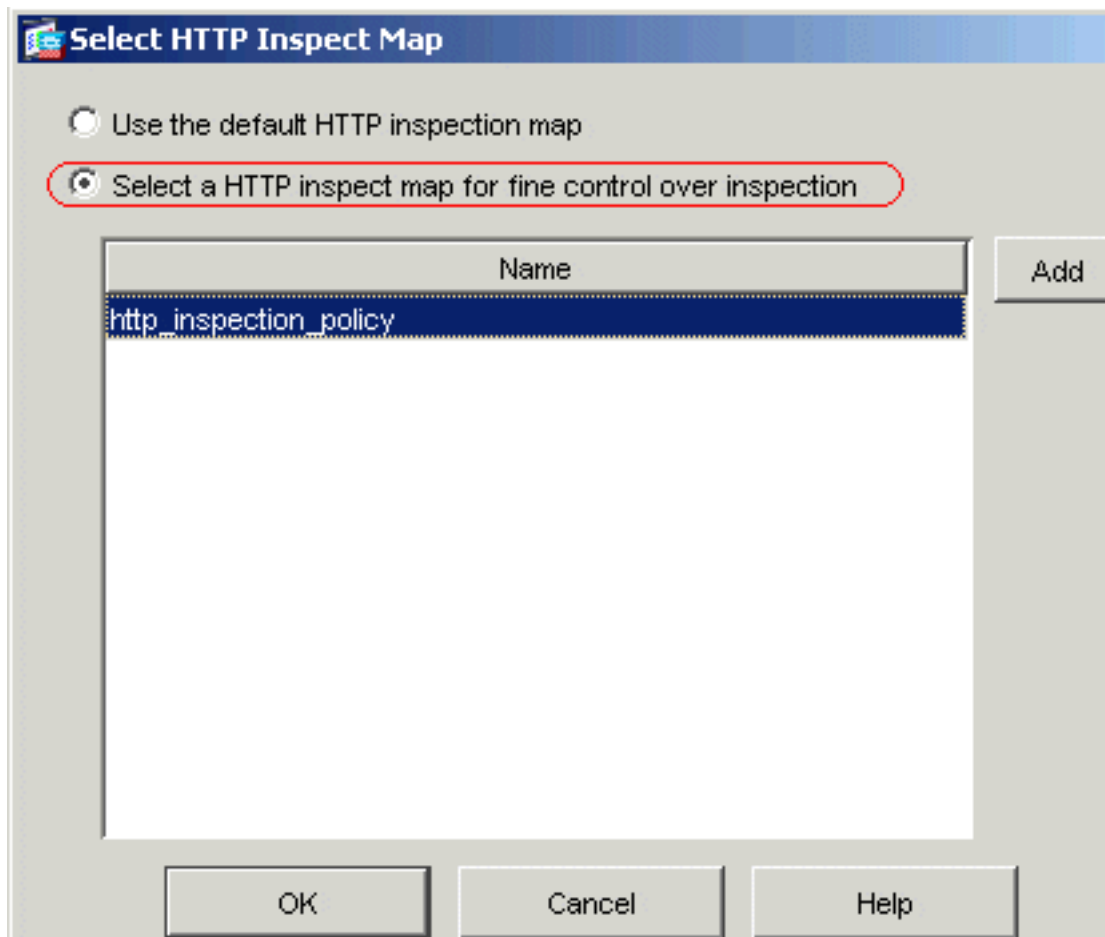 Select HTTP Inspect Map
Use the default HTTP inspection map
Select a HTTP inspect map for fine control over inspection
Name
Add
http_inspection_policy
OK
Cancel
Help